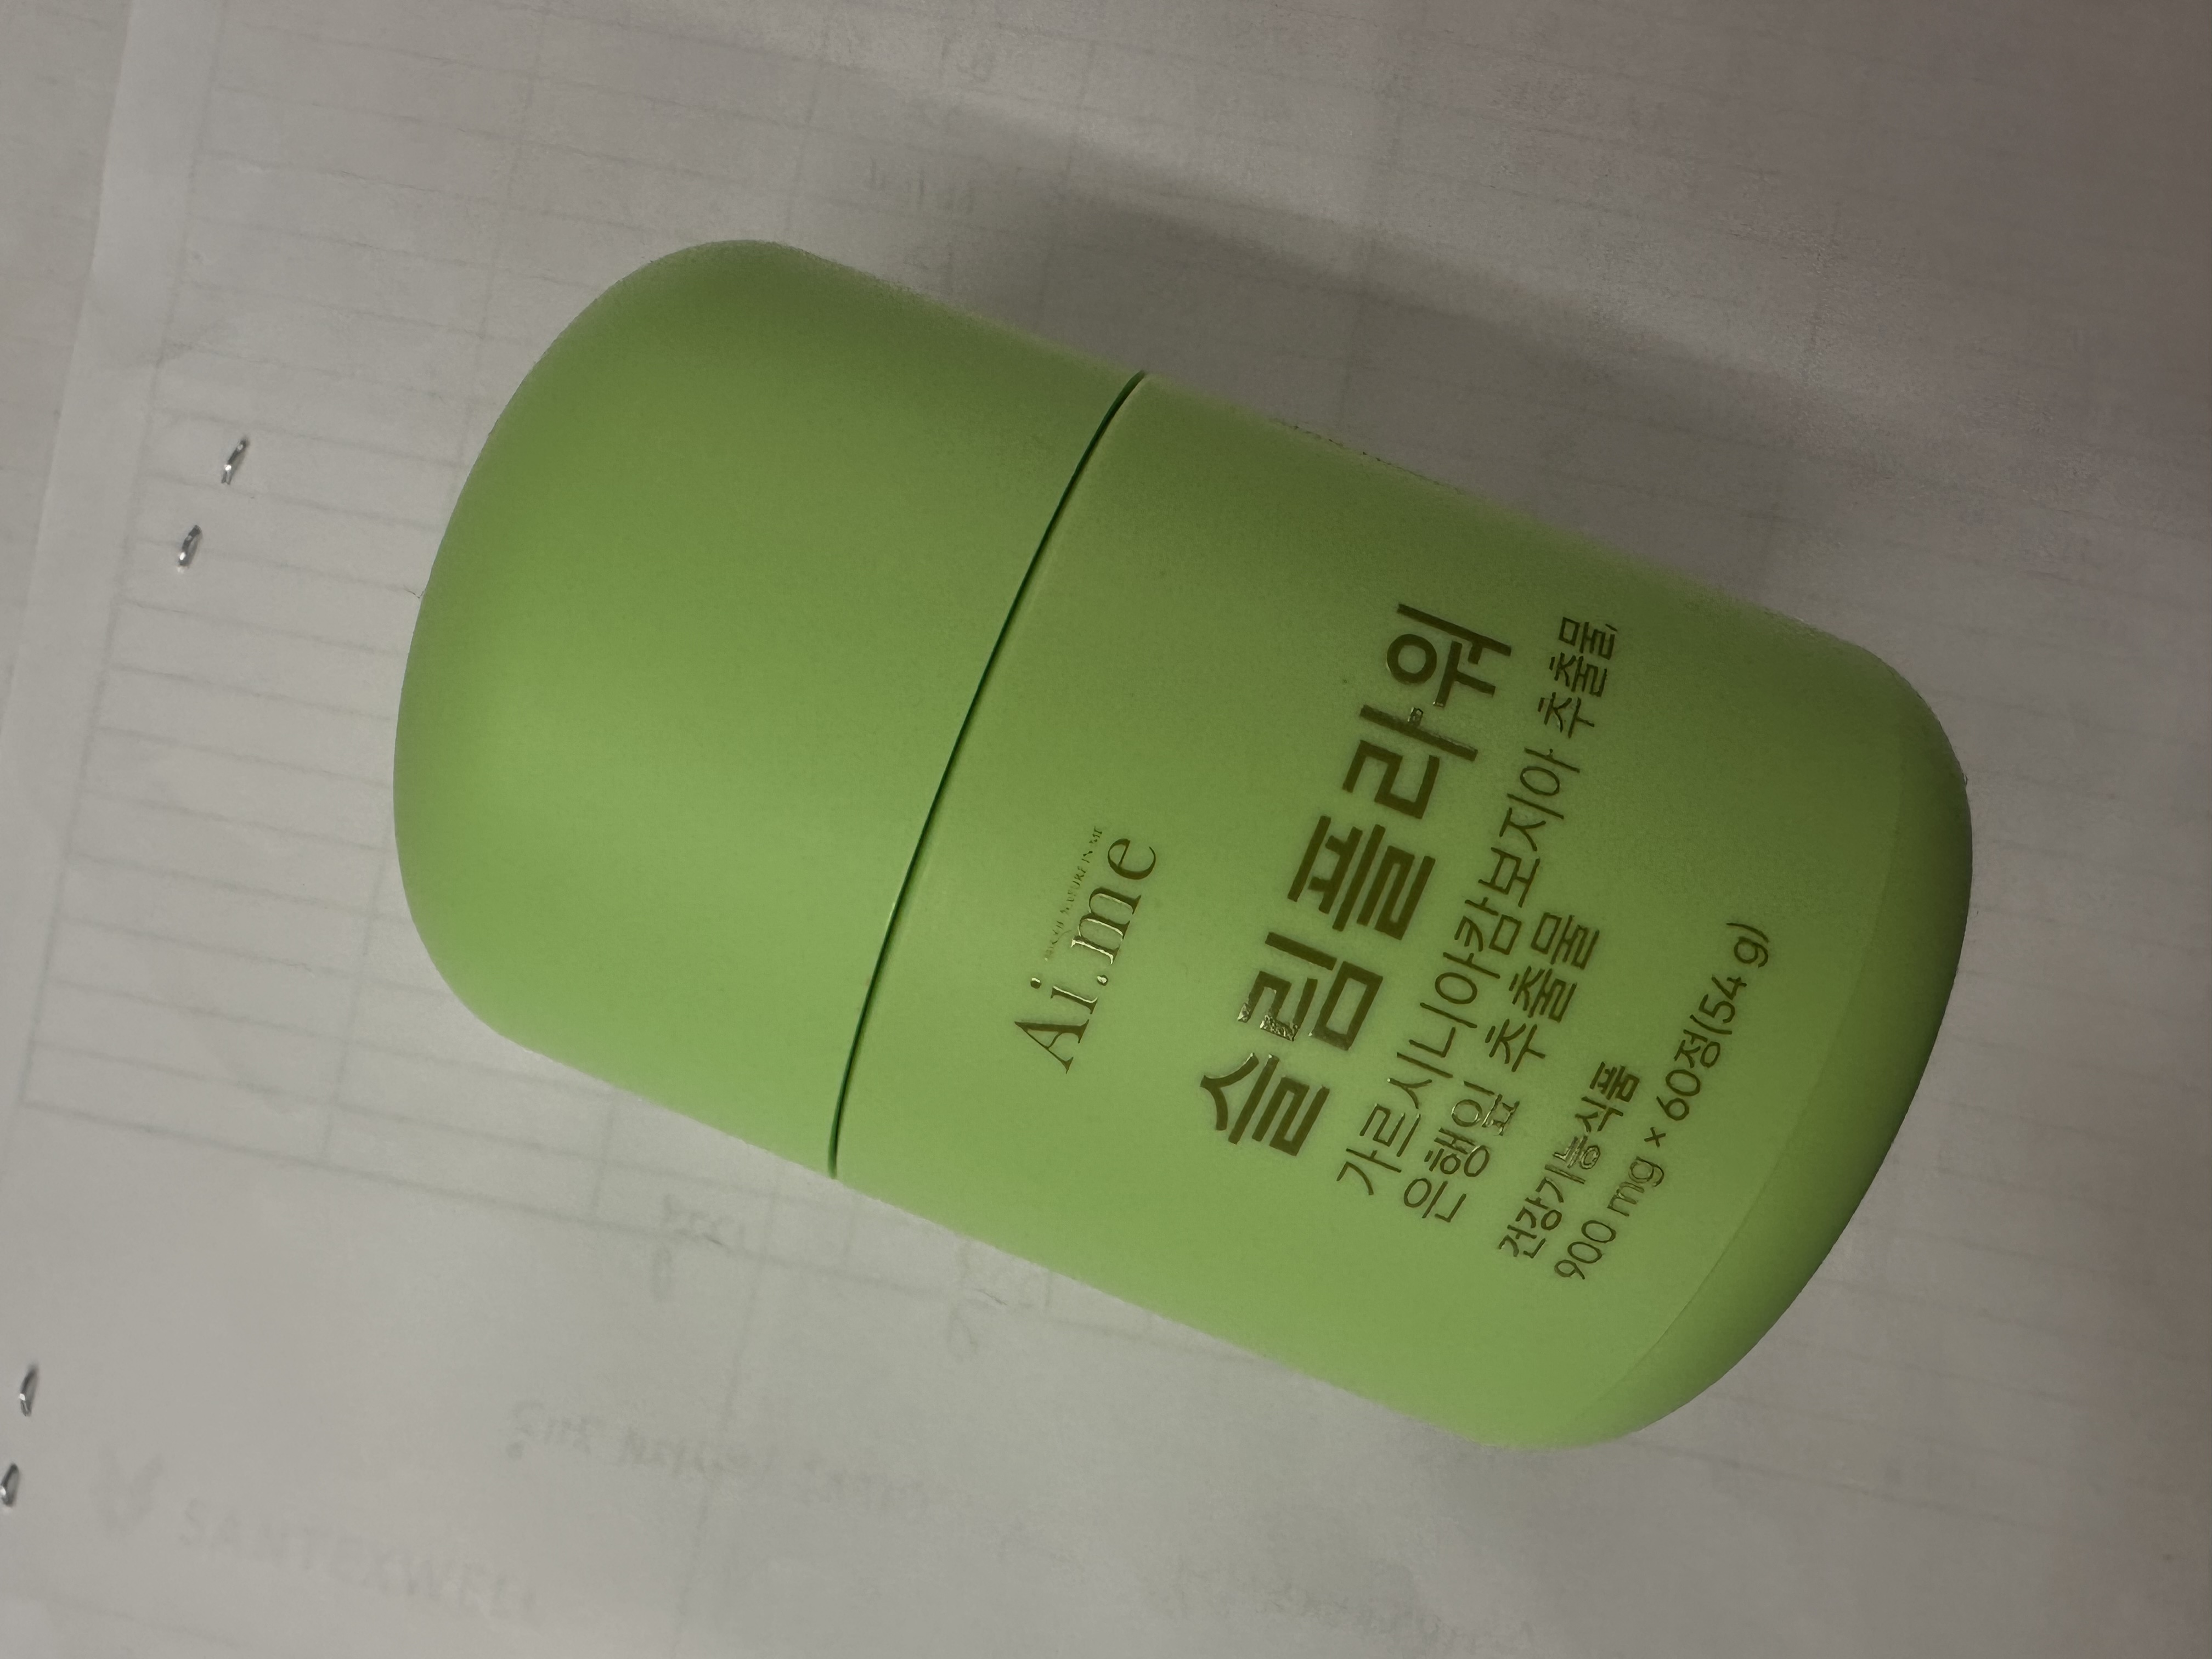 Ai.me
슬림플라워
가르시니아캄보지아 추출물,
은행잎 추출물
건강기능식품
900 mg × 60정(54 g)